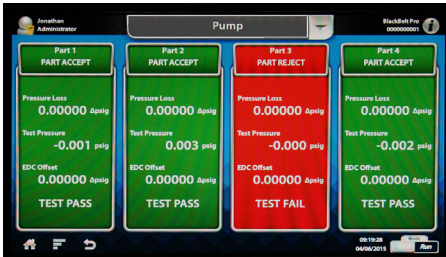 Jonathan
Administrator
Pump
BlackBelt Pro
0000000001
Part 1
PART ACCEPT
Pressure Loss
0.00000 Δpsig
Test Pressure
-0.001 psig
EDC Offset
0.00000 Δpsig
TEST PASS
Part 2
PART ACCEPT
Pressure Loss
0.00000 Δpsig
Test Pressure
0.003 psig
EDC Offset
0.00000 Δpsig
TEST PASS
Part 3
PART REJECT
Pressure Loss
0.00000 Δpsig
Test Pressure
-0.000 psig
EDC Offset
0.00000 Δpsig
TEST FAIL
Part 4
PART ACCEPT
Pressure Loss
0.00000 Δpsig
Test Pressure
-0.002 psig
EDC Offset
0.00000 Δpsig
TEST PASS
09:19:28
04/06/2015
Mode
Run